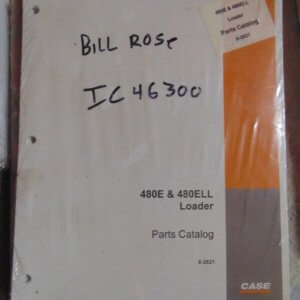 480E & 480ELL
Loader
Parts Catalog
8-2821
BILL ROSE
IC 46300
480E & 480ELL
Loader
Parts Catalog
8-2821
CASE